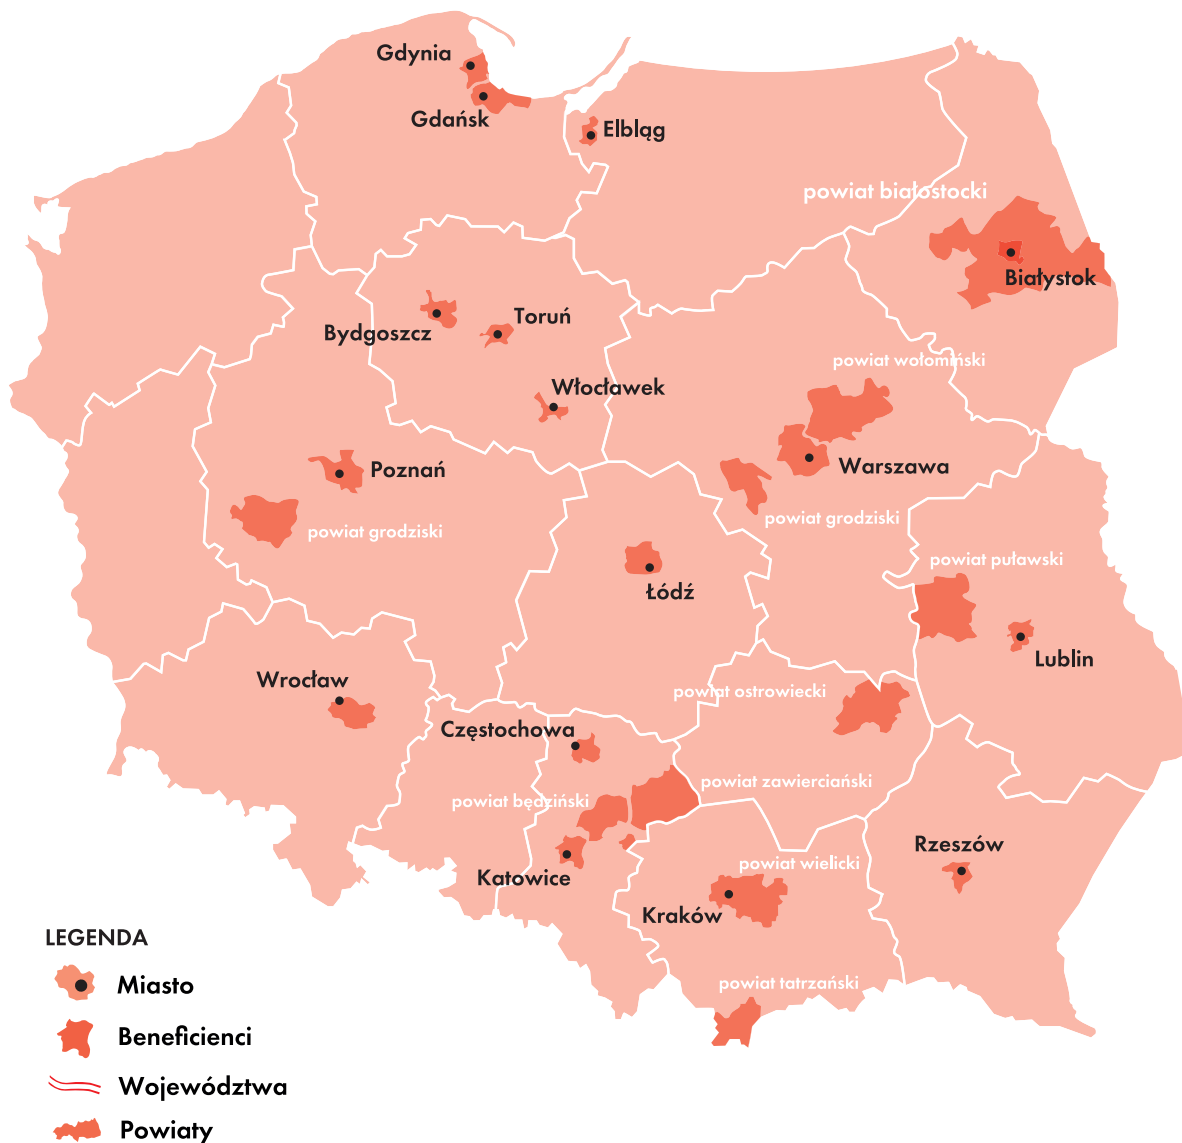 Gdynia
Gdańsk
Elbląg
powiat białostocki
Białystok
Toruń
Bydgoszcz
powiat wołomiński
Włocławek
Poznań
Warszawa
powiat grodziski
powiat grodziski
powiat puławski
Łódź
Lublin
Wrocław
powiat ostrowiecki
Częstochowa
powiat zawierciański
powiat będziński
Rzeszów
powiat wielicki
Katowice
Kraków
powiat tatrzański
LEGENDA
Miasto
Beneficienci
Województwa
Powiaty